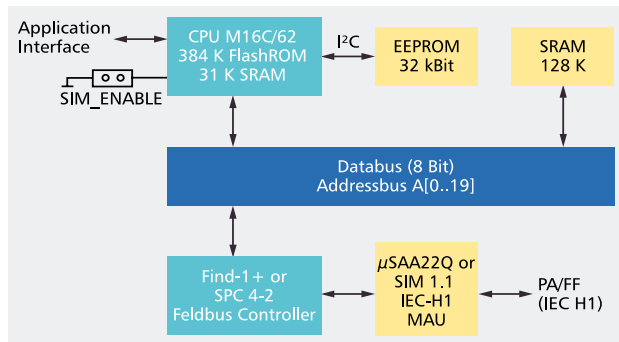 Application
Interface
SIM_ENABLE
CPU M16C/62
384 K FlashROM
31 K SRAM
I²C
EEPROM
32 kBit
SRAM
128 K
Databus (8 Bit)
Addressbus A[0..19]
Find-1+ or
SPC 4-2
Feldbus Controller
µSAA22Q or
SIM 1.1
IEC-H1
MAU
PA/FF
(IEC H1)